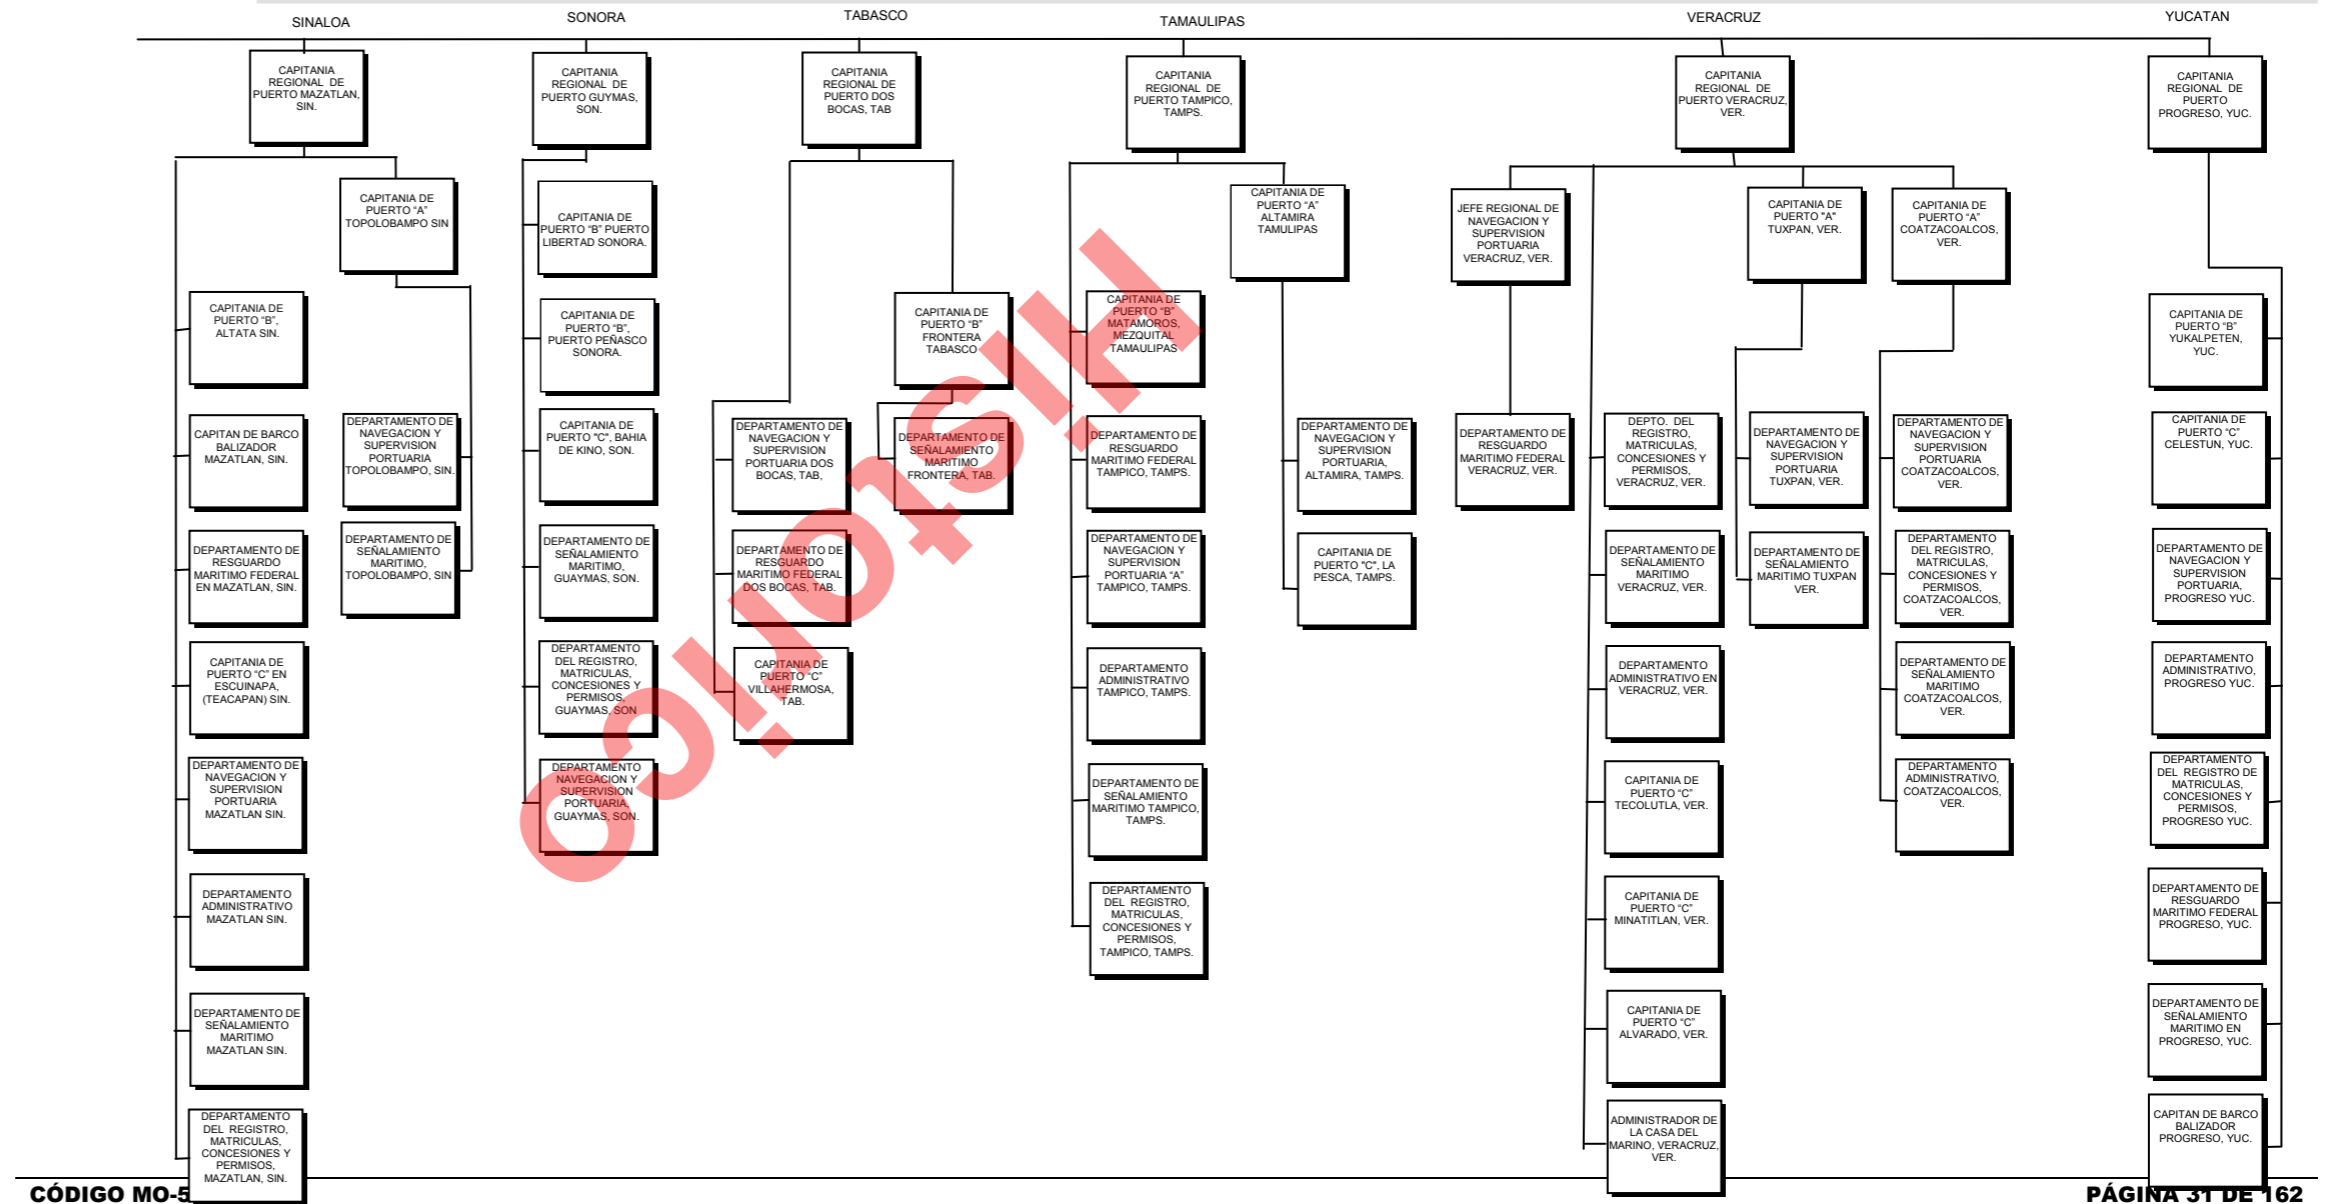 SINALOA
SONORA
TABASCO
TAMAULIPAS
VERACRUZ
YUCATAN
CAPITANIA
REGIONAL DE
PUERTO MAZATLAN,
SIN.
CAPITANIA
REGIONAL DE
PUERTO GUYMAS,
SON.
CAPITANIA
REGIONAL DE
PUERTO DOS
BOCAS, TAB
CAPITANIA
REGIONAL DE
PUERTO TAMPICO,
TAMPS.
CAPITANIA
REGIONAL DE
PUERTO VERACRUZ,
VER.
CAPITANIA
REGIONAL DE
PUERTO
PROGRESO, YUC.
CAPITANIA DE
PUERTO “A”
TOPOLOBAMPO SIN
CAPITANIA DE
PUERTO “B”,
ALTATA SIN.
CAPITAN DE BARCO
BALIZADOR
MAZATLAN, SIN.
DEPARTAMENTO DE
RESGUARDO
MARITIMO FEDERAL
EN MAZATLAN, SIN.
CAPITANIA DE
PUERTO “C” EN
ESCUINAPA,
(TEACAPAN) SIN.
DEPARTAMENTO DE
NAVEGACION Y
SUPERVISION
PORTUARIA
MAZATLAN SIN.
DEPARTAMENTO
ADMINISTRATIVO
MAZATLAN SIN.
DEPARTAMENTO DE
SEÑALAMIENTO
MARITIMO
MAZATLAN SIN.
DEPARTAMENTO
DEL REGISTRO,
MATRICULAS,
CONCESIONES Y
PERMISOS,
MAZATLAN, SIN.
DEPARTAMENTO DE
NAVEGACION Y
SUPERVISION
PORTUARIA
TOPOLOBAMPO, SIN.
DEPARTAMENTO DE
SEÑALAMIENTO
MARITIMO,
TOPOLOBAMPO, SIN
CAPITANIA DE
PUERTO “B” PUERTO
LIBERTAD SONORA.
CAPITANIA DE
PUERTO “B”,
PUERTO PEÑASCO
SONORA.
CAPITANIA DE
PUERTO "C", BAHIA
DE KINO, SON.
DEPARTAMENTO DE
SEÑALAMIENTO
MARITIMO,
GUAYMAS, SON.
DEPARTAMENTO
DEL REGISTRO,
MATRICULAS,
CONCESIONES Y
PERMISOS,
GUAYMAS, SON
DEPARTAMENTO
NAVEGACION Y
SUPERVISION
PORTUARIA,
GUAYMAS, SON.
CAPITANIA DE
PUERTO “B”
FRONTERA
TABASCO
DEPARTAMENTO DE
NAVEGACION Y
SUPERVISION
PORTUARIA DOS
BOCAS, TAB,
DEPARTAMENTO DE
SEÑALAMIENTO
MARITIMO
FRONTERA, TAB.
DEPARTAMENTO DE
RESGUARDO
MARITIMO FEDERAL
DOS BOCAS, TAB.
CAPITANIA DE
PUERTO “C”
VILLAHERMOSA,
TAB.
CAPITANIA DE
PUERTO “A”
ALTAMIRA
TAMAULIPAS
CAPITANIA DE
PUERTO “B”
MATAMOROS,
MEZQUITAL
TAMAULIPAS
DEPARTAMENTO DE
RESGUARDO
MARITIMO FEDERAL
TAMPICO, TAMPS.
DEPARTAMENTO DE
NAVEGACION Y
SUPERVISION
PORTUARIA “A”
TAMPICO, TAMPS.
DEPARTAMENTO
ADMINISTRATIVO
TAMPICO, TAMPS.
DEPARTAMENTO DE
SEÑALAMIENTO
MARITIMO TAMPICO,
TAMPS.
DEPARTAMENTO
DEL REGISTRO,
MATRICULAS,
CONCESIONES Y
PERMISOS,
TAMPICO, TAMPS.
DEPARTAMENTO DE
NAVEGACION Y
SUPERVISION
PORTUARIA,
ALTAMIRA, TAMPS.
CAPITANIA DE
PUERTO "C", LA
PESCA, TAMPS.
JEFE REGIONAL DE
NAVEGACION Y
SUPERVISION
PORTUARIA
VERACRUZ, VER.
CAPITANIA DE
PUERTO "A"
TUXPAN, VER.
CAPITANIA DE
PUERTO “A”
COATZACOALCOS,
VER.
DEPARTAMENTO DE
RESGUARDO
MARITIMO FEDERAL
VERACRUZ, VER.
DEPTO. DEL
REGISTRO,
MATRICULAS,
CONCESIONES Y
PERMISOS,
VERACRUZ, VER.
DEPARTAMENTO DE
SEÑALAMIENTO
MARITIMO
VERACRUZ, VER.
DEPARTAMENTO
ADMINISTRATIVO EN
VERACRUZ, VER.
CAPITANIA DE
PUERTO “C”
TECOLUTLA, VER.
CAPITANIA DE
PUERTO “C”
MINATITLAN, VER.
CAPITANIA DE
PUERTO “C”
ALVARADO, VER.
ADMINISTRADOR DE
LA CASA DEL
MARINO, VERACRUZ,
VER.
DEPARTAMENTO DE
NAVEGACION Y
SUPERVISION
PORTUARIA
TUXPAN, VER.
DEPARTAMENTO DE
SEÑALAMIENTO
MARITIMO TUXPAN
VER.
DEPARTAMENTO DE
NAVEGACION Y
SUPERVISION
PORTUARIA
COATZACOALCOS,
VER.
DEPARTAMENTO
DEL REGISTRO,
MATRICULAS,
CONCESIONES Y
PERMISOS,
COATZACOALCOS,
VER.
DEPARTAMENTO DE
SEÑALAMIENTO
MARITIMO
COATZACOALCOS,
VER.
DEPARTAMENTO
ADMINISTRATIVO,
COATZACOALCOS,
VER.
CAPITANIA DE
PUERTO “B”
YUKALPETEN,
YUC.
CAPITANIA DE
PUERTO “C”
CELESTUN, YUC.
DEPARTAMENTO DE
NAVEGACION Y
SUPERVISION
PORTUARIA,
PROGRESO YUC.
DEPARTAMENTO
ADMINISTRATIVO,
PROGRESO YUC.
DEPARTAMENTO
DEL REGISTRO DE
MATRICULAS,
CONCESIONES Y
PERMISOS,
PROGRESO YUC.
DEPARTAMENTO DE
RESGUARDO
MARITIMO FEDERAL
PROGRESO, YUC.
DEPARTAMENTO DE
SEÑALAMIENTO
MARITIMO EN
PROGRESO, YUC.
CAPITAN DE BARCO
BALIZADOR
PROGRESO, YUC.
Histórico
CÓDIGO MO-5
PÁGINA 31 DE 162